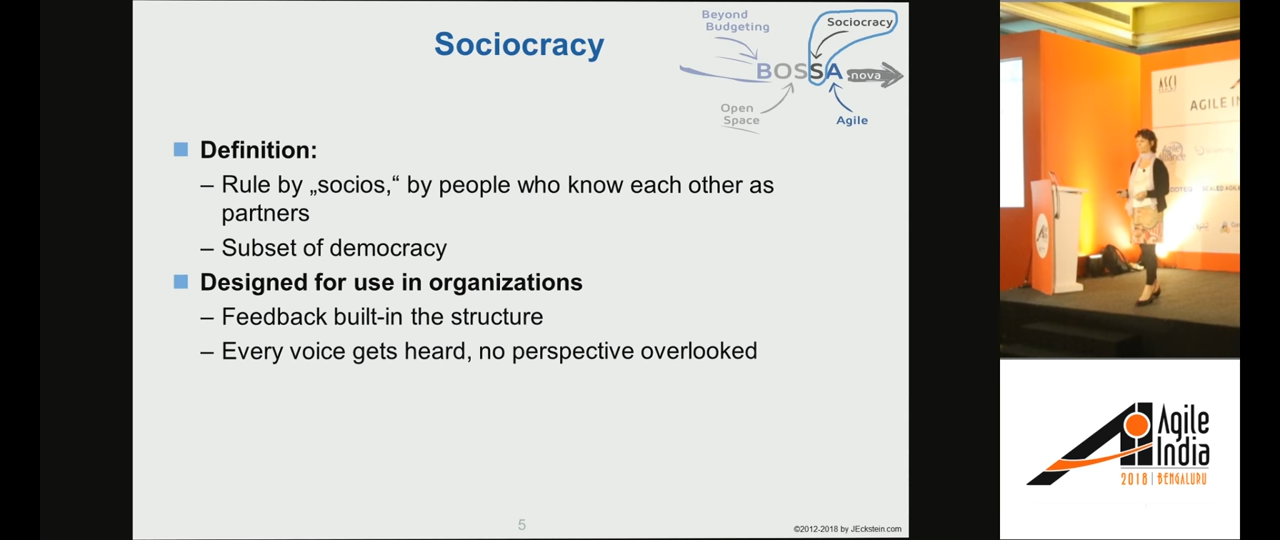 Sociocracy
Beyond
Budgeting
Sociocracy
BOSSA nova
Open
Space
Agile
Definition:
– Rule by „socios,“ by people who know each other as
partners
– Subset of democracy
Designed for use in organizations
– Feedback built-in the structure
– Every voice gets heard, no perspective overlooked
5
©2012-2018 by JEckstein.com
ASCI
AGILE IN
Agile
India
2018 | BENGALURU